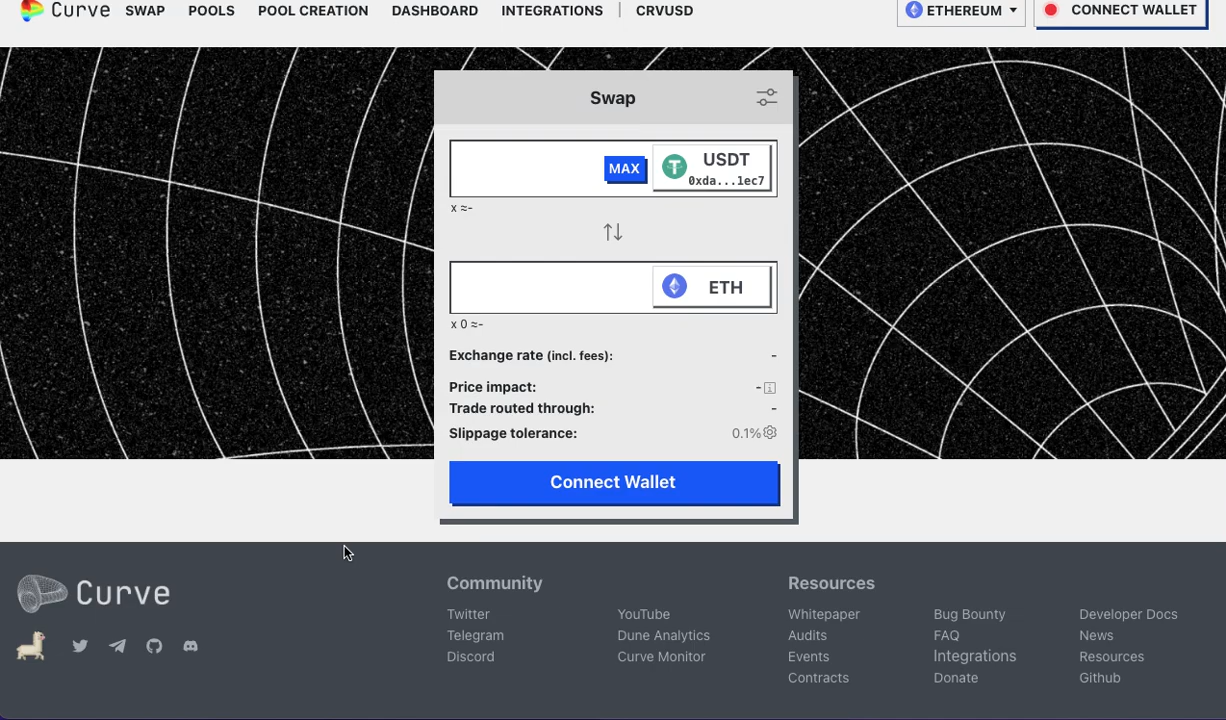 Curve SWAP POOLS POOL CREATION DASHBOARD INTEGRATIONS | CRVUSD ETHEREUM CONNECT WALLET
Swap
MAX USDT
0xda...1ec7
x ≈-
ETH
x 0 ≈-
Exchange rate (incl. fees): -
Price impact: -
Trade routed through: -
Slippage tolerance: 0.1%
Connect Wallet
Curve
Community
Twitter
Telegram
Discord
YouTube
Dune Analytics
Curve Monitor
Resources
Whitepaper
Audits
Events
Contracts
Bug Bounty
FAQ
Integrations
Donate
Developer Docs
News
Resources
Github